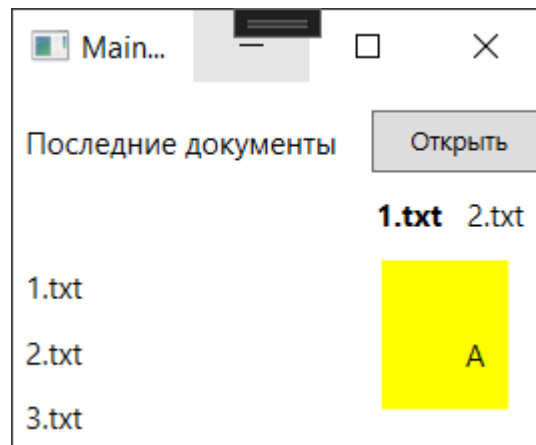 Main...
Последние документы Открыть
1.txt 2.txt
1.txt
2.txt A
3.txt